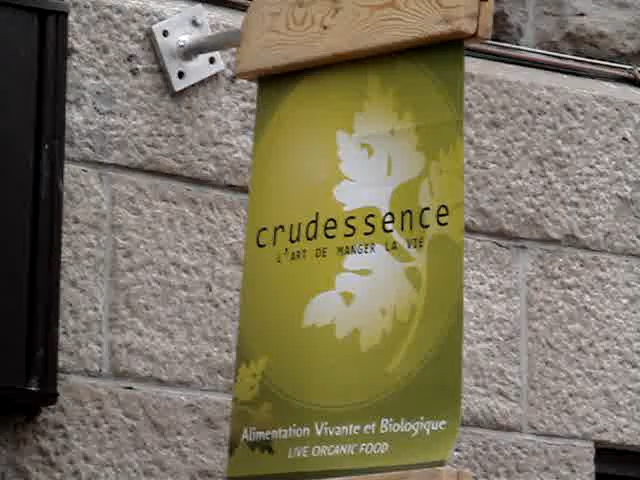 crudessence
L'ART DE MANGER LA VIE
Alimentation Vivante et Biologique
LIVE ORGANIC FOOD